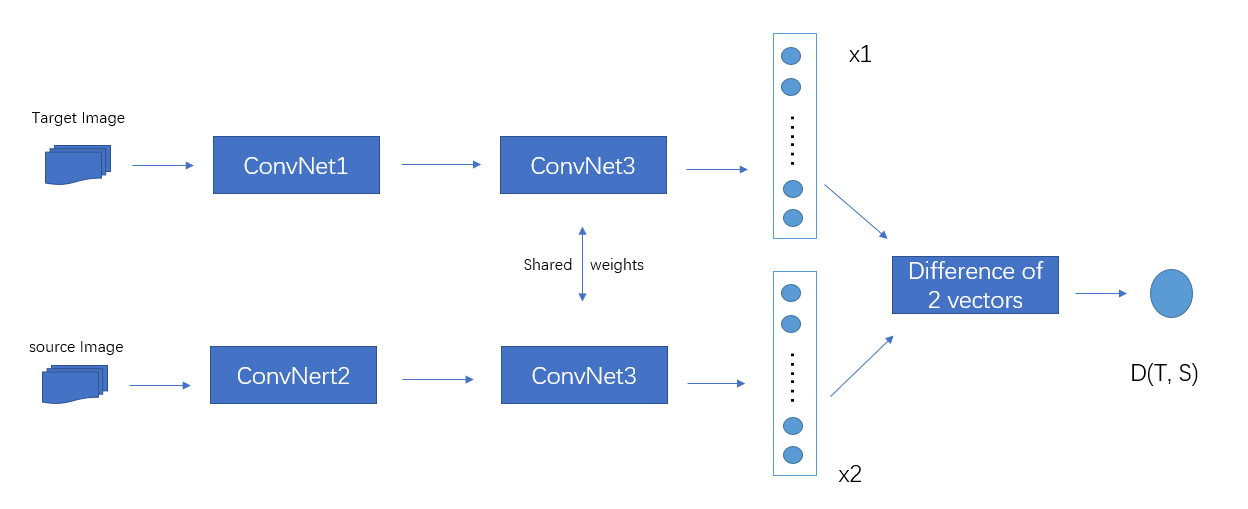 x1
Target Image
ConvNet1
ConvNet3
Shared weights
Difference of
2 vectors
source Image
ConvNert2
ConvNet3
D(T, S)
x2